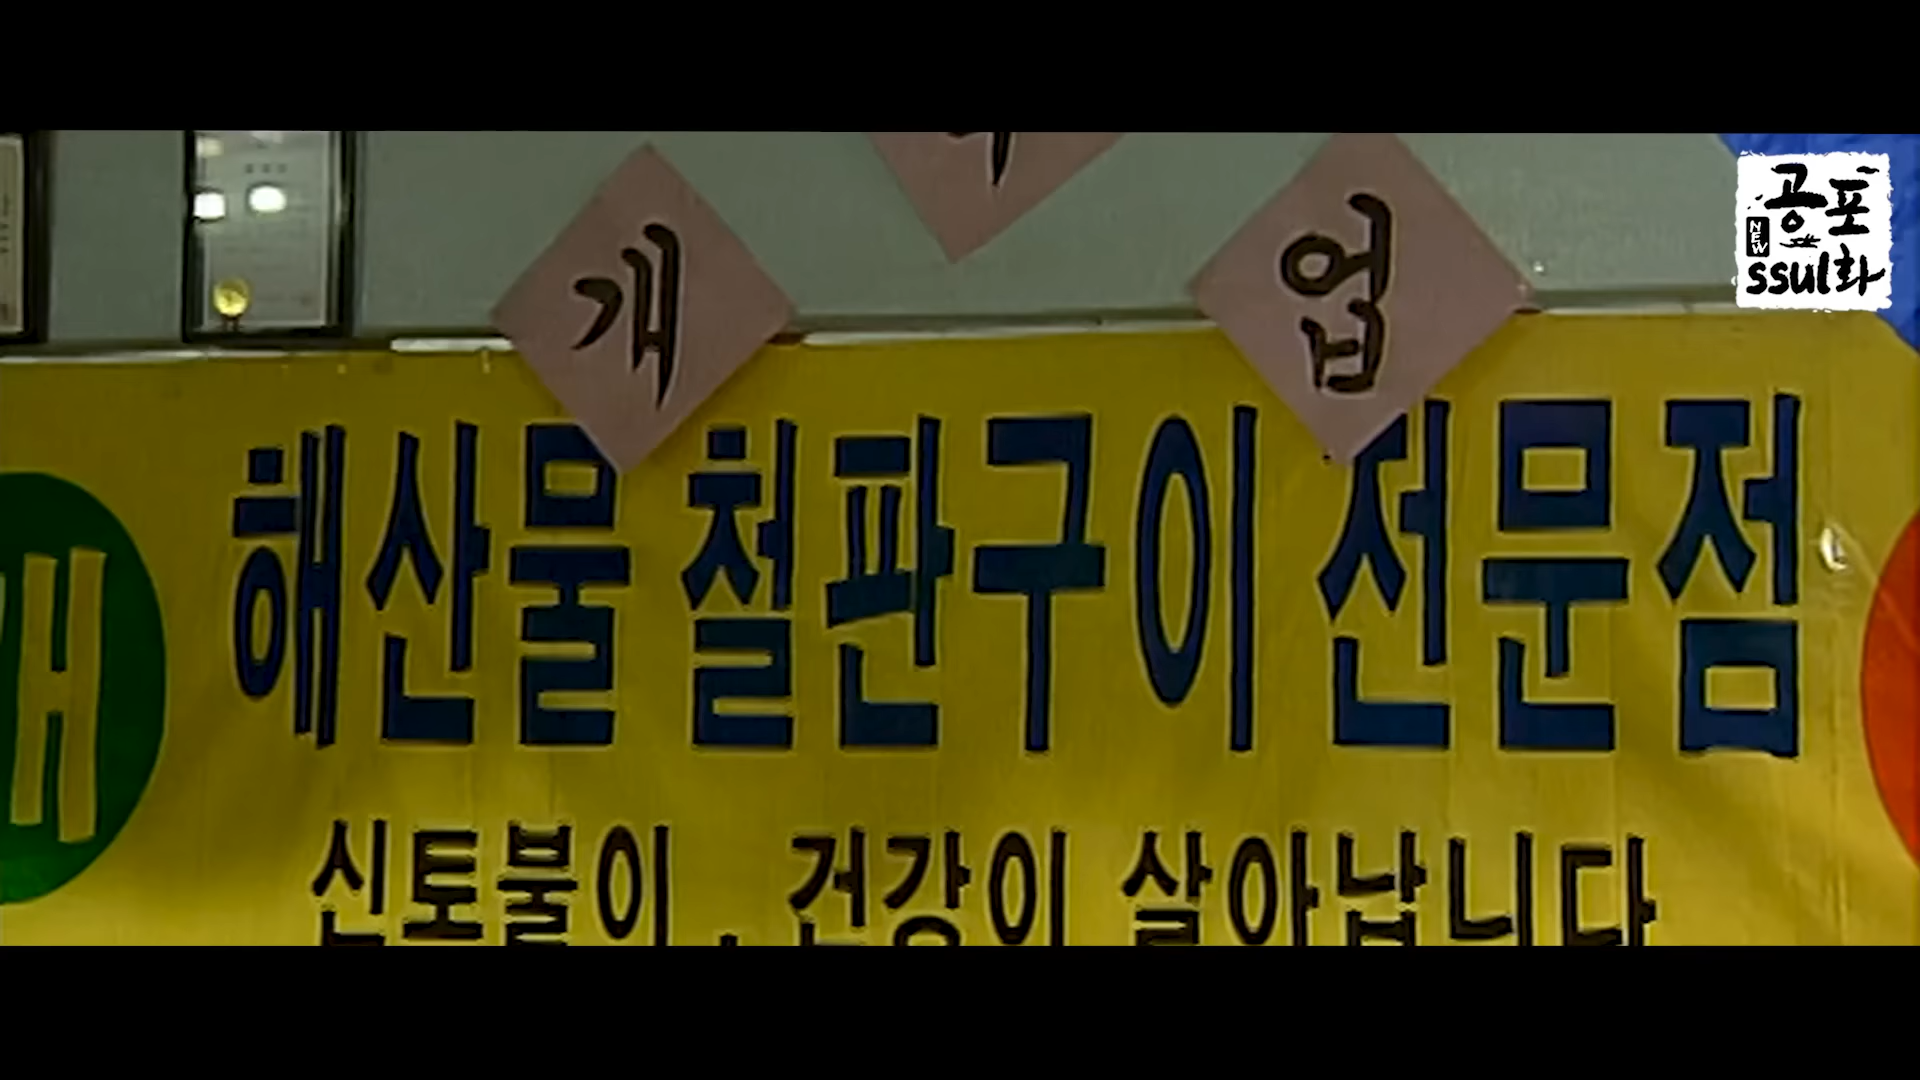 공포
NEW
ssul화
개 업
해산물 철판구이 전문점
신토불이 . 건강이 살아납니다